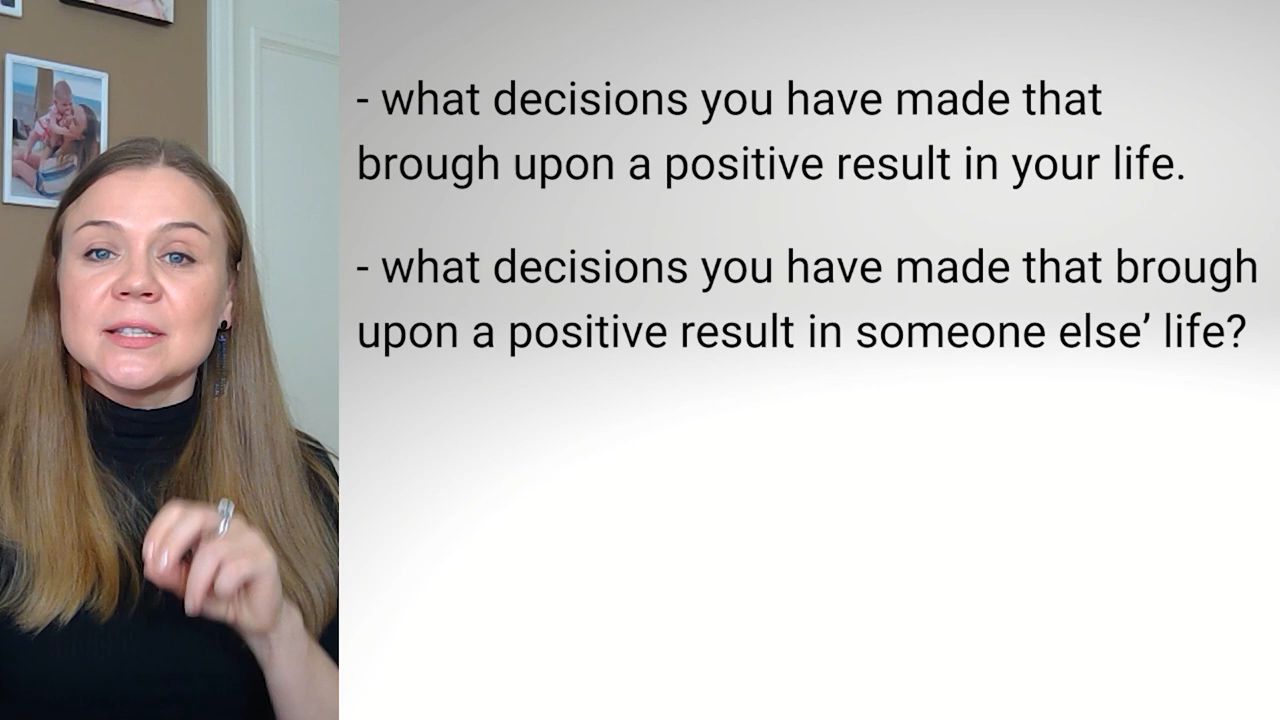 - what decisions you have made that
brough upon a positive result in your life.
- what decisions you have made that brough
upon a positive result in someone else’ life?